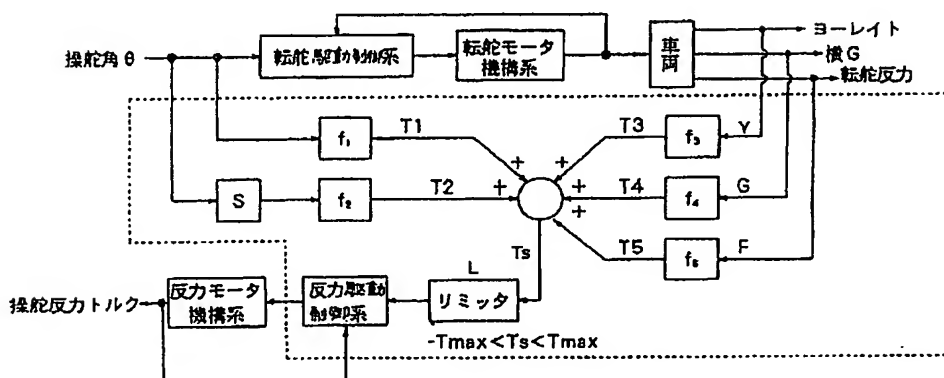 操舵角θ
転舵駆動制御系
転舵モータ
機構系
車両
ヨーレイト
横G
転舵反力
f₁
T1
T3
f₃
Y
S
f₂
T2
T4
f₄
G
T5
f₅
F
+
+
+
+
+
Ts
L
操舵反力トルク
反力モータ
機構系
反力駆動
制御系
リミッタ
-Tmax<Ts<Tmax